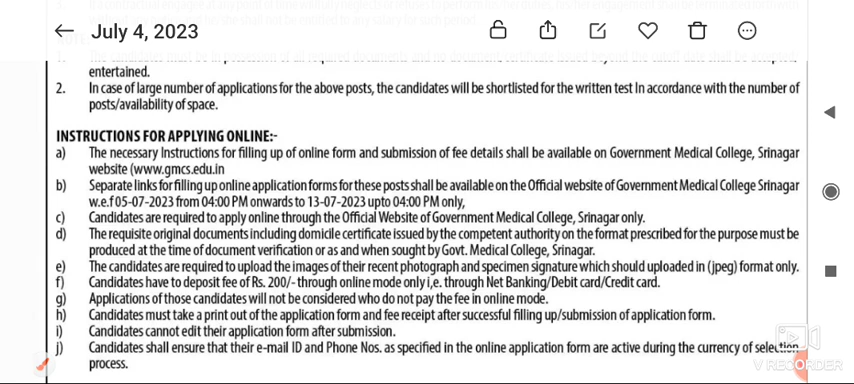 July 4, 2023
entertained.
2. In case of large number of applications for the above posts, the candidates will be shortlisted for the written test In accordance with the number of
posts/availability of space.
INSTRUCTIONS FOR APPLYING ONLINE:-
a) The necessary Instructions for filling up of online form and submission of fee details shall be available on Government Medical College, Srinagar
website (www.gmcs.edu.in
b) Separate links for filling up online application forms for these posts shall be available on the Official website of Government Medical College Srinagar
w.e.f 05-07-2023 from 04:00 PM onwards to 13-07-2023 upto 04:00 PM only,
c) Candidates are required to apply online through the Official Website of Government Medical College, Srinagar only.
d) The requisite original documents including domicile certificate issued by the competent authority on the format prescribed for the purpose must be
produced at the time of document verification or as and when sought by Govt. Medical College, Srinagar.
e) The candidates are required to upload the images of their recent photograph and specimen signature which should uploaded in (jpeg) format only.
f) Candidates have to deposit fee of Rs. 200/- through online mode only i,e. through Net Banking/Debit card/Credit card.
g) Applications of those candidates will not be considered who do not pay the fee in online mode.
h) Candidates must take a print out of the application form and fee receipt after successful filling up/submission of application form.
i) Candidates cannot edit their application form after submission.
j) Candidates shall ensure that their e-mail ID and Phone Nos. as specified in the online application form are active during the currency of selection
process.
V RECORDER